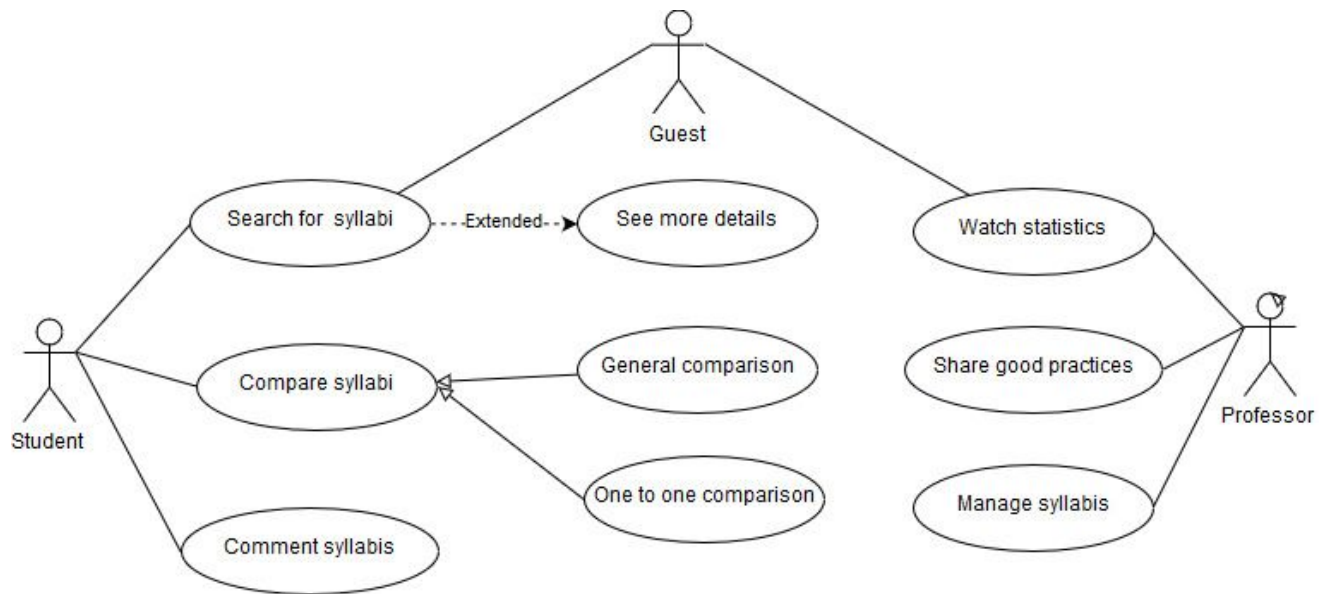 Guest
Search for syllabi
Extended
See more details
Watch statistics
Compare syllabi
General comparison
Share good practices
Student
Professor
One to one comparison
Manage syllabis
Comment syllabis